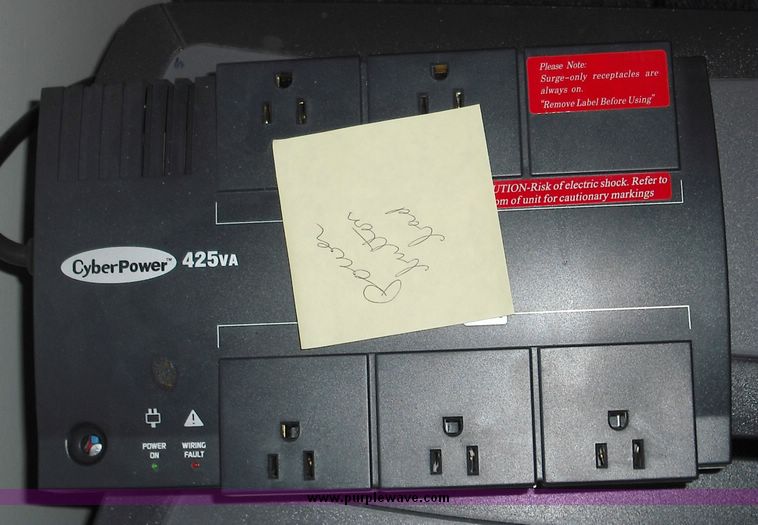 Please Note:
Surge-only receptacles are
always on.
"Remove Label Before Using"
UTION-Risk of electric shock. Refer to
om of unit for cautionary markings
CyberPower™ 425VA
Power
button
bad
POWER
ON
WIRING
FAULT
www.purplewave.com